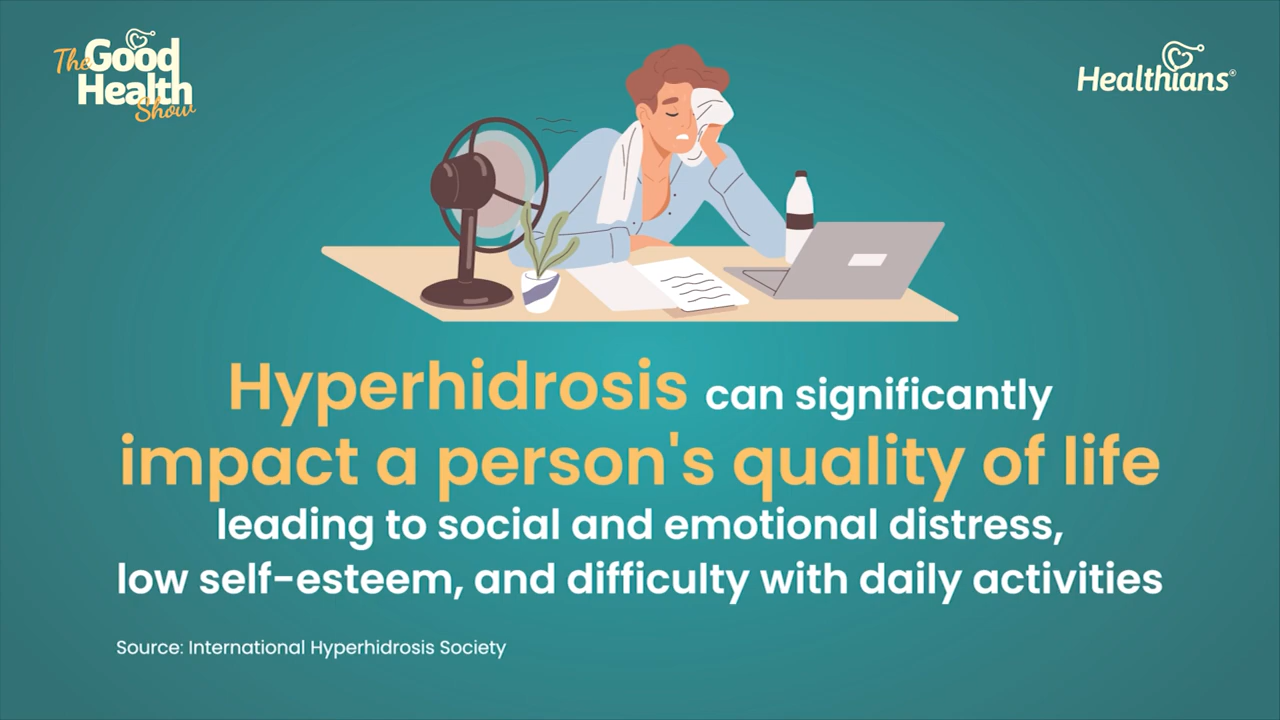 The Good
Health
Show
Healthians®
Hyperhidrosis can significantly
impact a person's quality of life
leading to social and emotional distress,
low self-esteem, and difficulty with daily activities
Source: International Hyperhidrosis Society